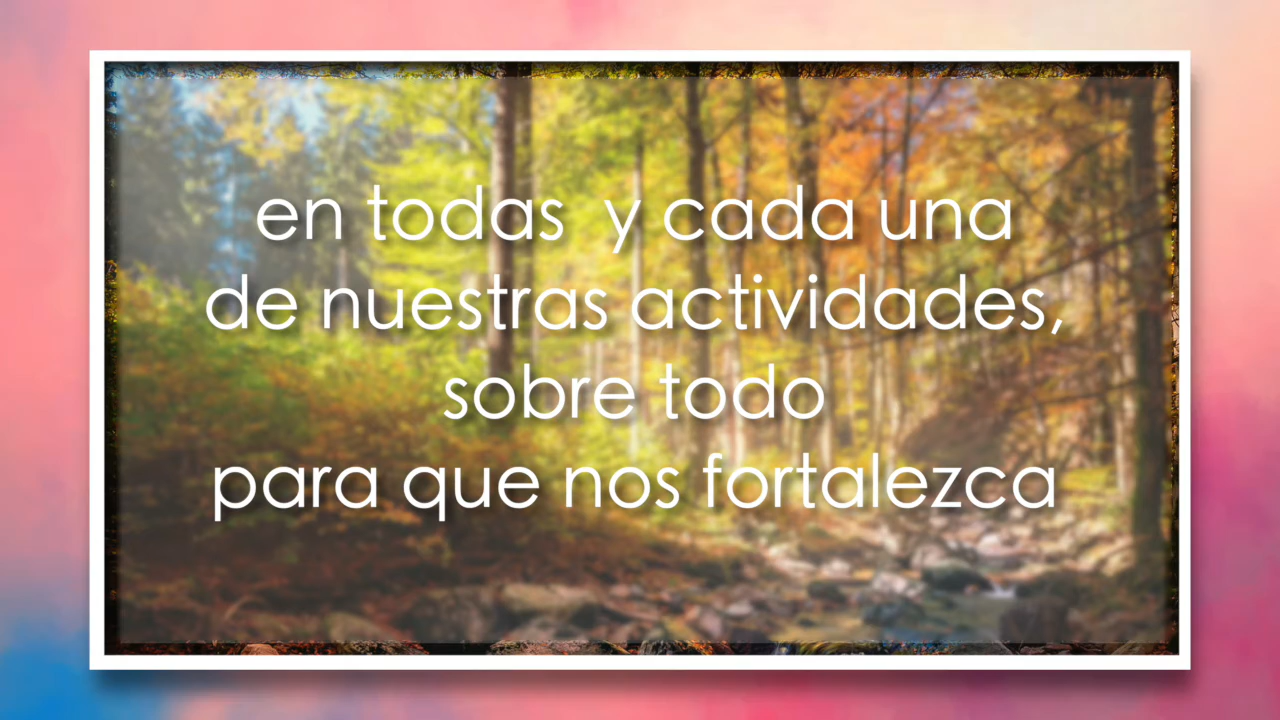 en todas  y cada una
de nuestras actividades,
sobre todo
para que nos fortalezca